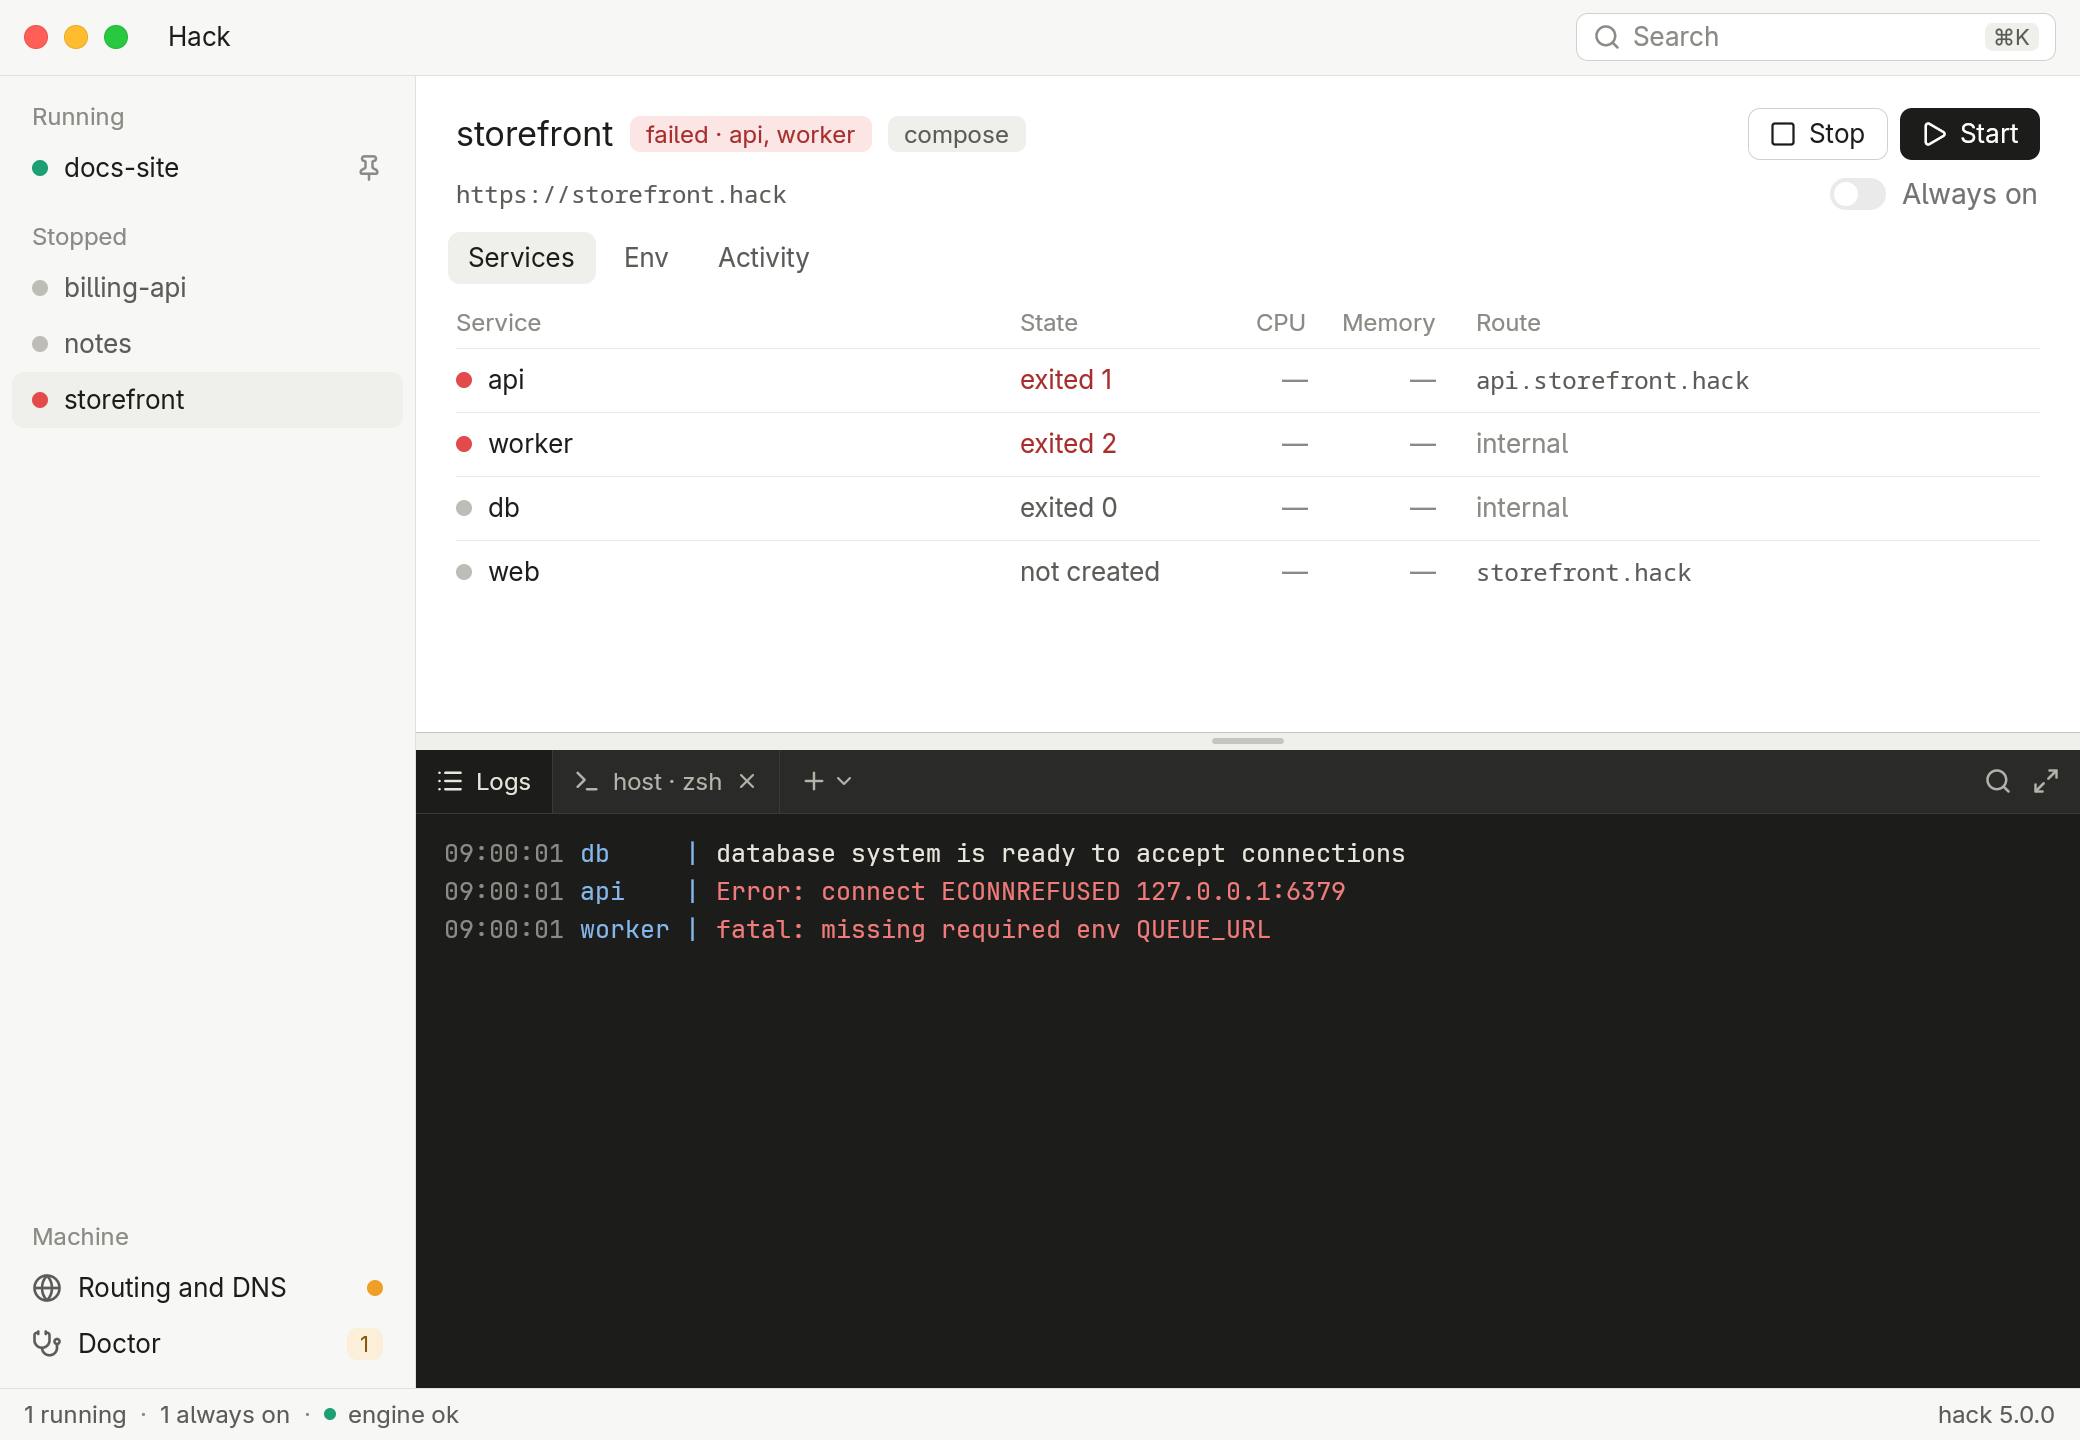 Hack
Search ⌘K
Running
docs-site
Stopped
billing-api
notes
storefront
Machine
Routing and DNS
Doctor 1
storefront failed · api, worker compose
Stop Start
https://storefront.hack
Always on
Services Env Activity
Service State CPU Memory Route
api exited 1 — — api.storefront.hack
worker exited 2 — — internal
db exited 0 — — internal
web not created — — storefront.hack
Logs host · zsh
09:00:01 db | database system is ready to accept connections
09:00:01 api | Error: connect ECONNREFUSED 127.0.0.1:6379
09:00:01 worker | fatal: missing required env QUEUE_URL
1 running · 1 always on · engine ok
hack 5.0.0